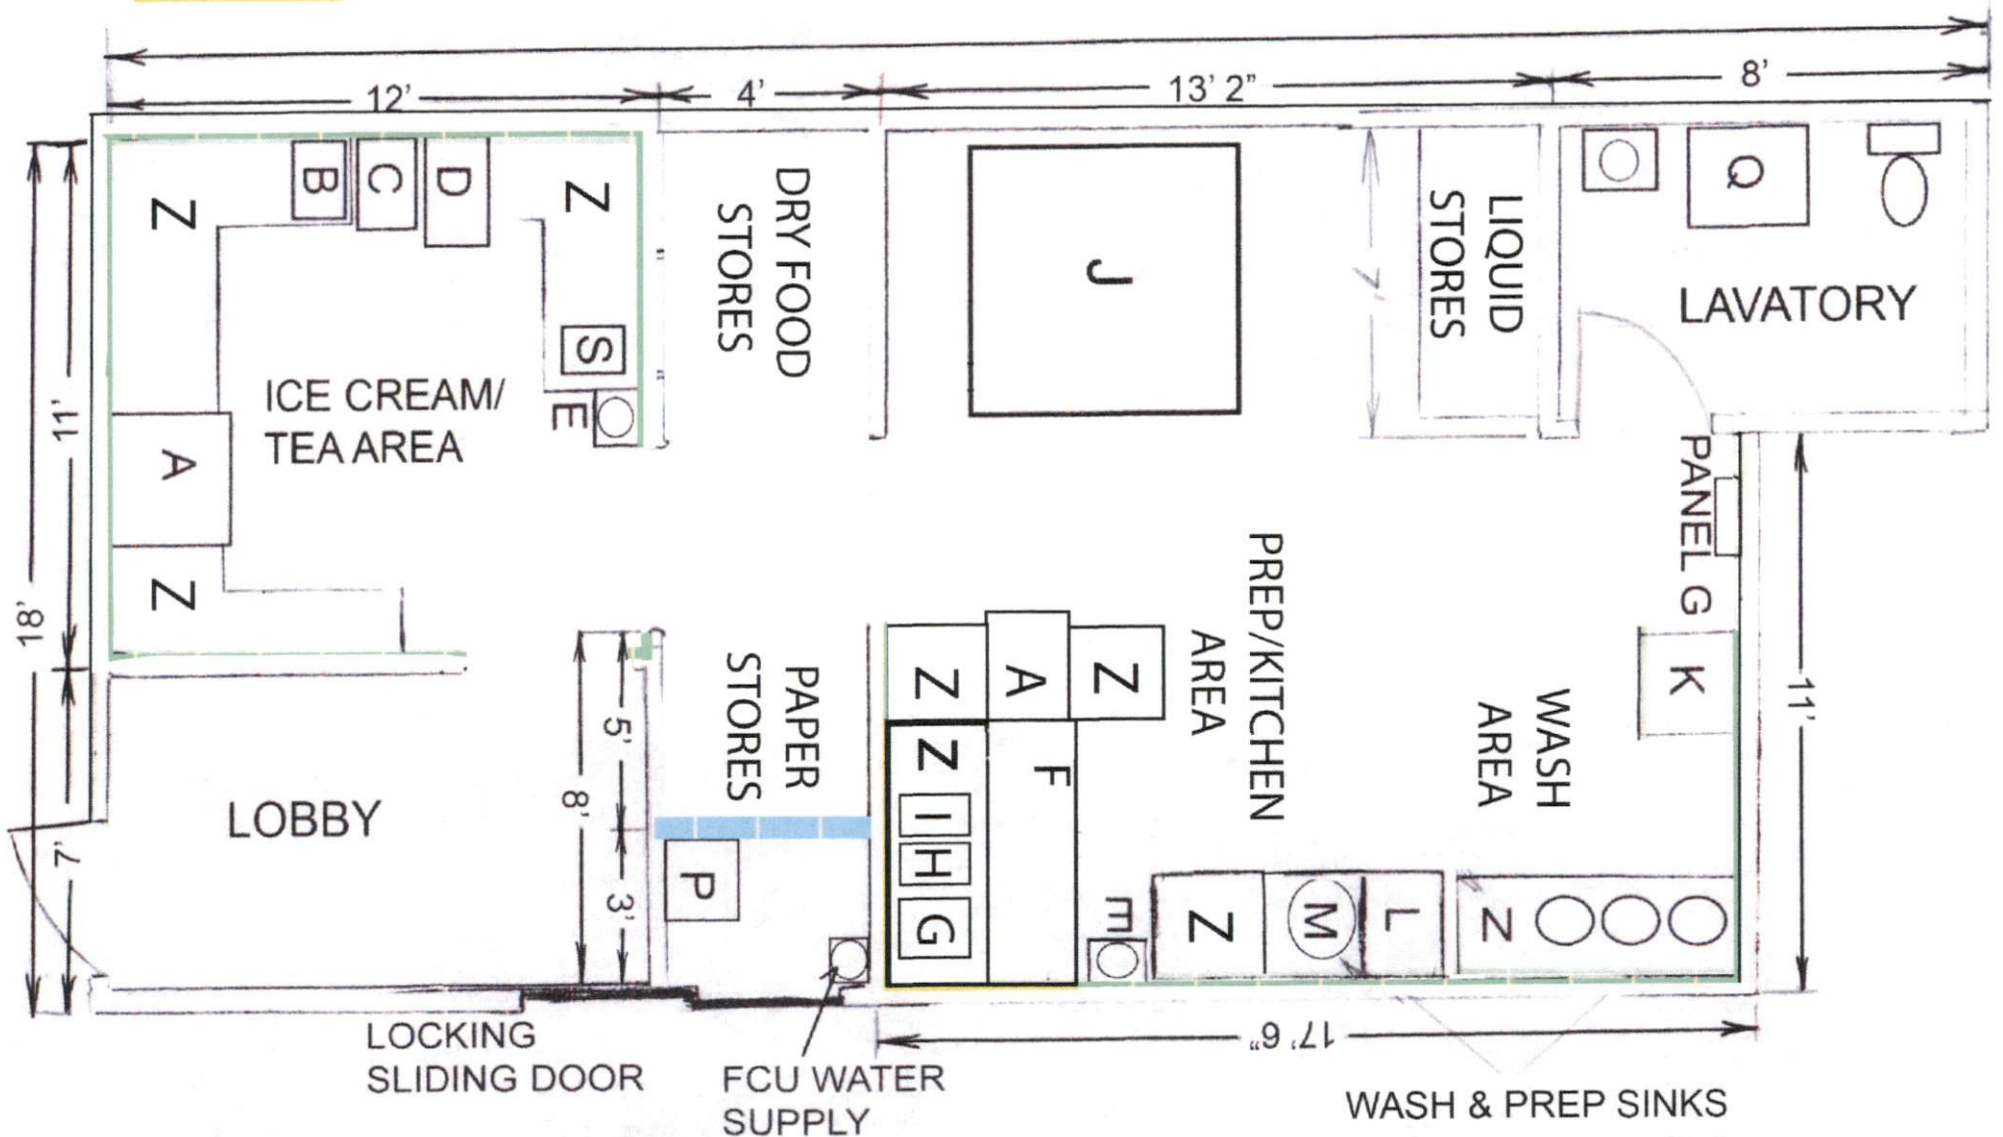 12'
4'
13' 2"
8'
B
C
D
Z
Z
DRY FOOD
STORES
J
7'
LIQUID
STORES
Q
LAVATORY
S
E
ICE CREAM/
TEA AREA
A
Z
11'
18'
7'
LOBBY
5'
8'
3'
PAPER
STORES
P
PANEL G
K
PREP/KITCHEN
AREA
Z
A
Z
Z
F
I
H
G
E
Z
M
L
N
WASH
AREA
11'
17' 6"
LOCKING
SLIDING DOOR
FCU WATER
SUPPLY
WASH & PREP SINKS